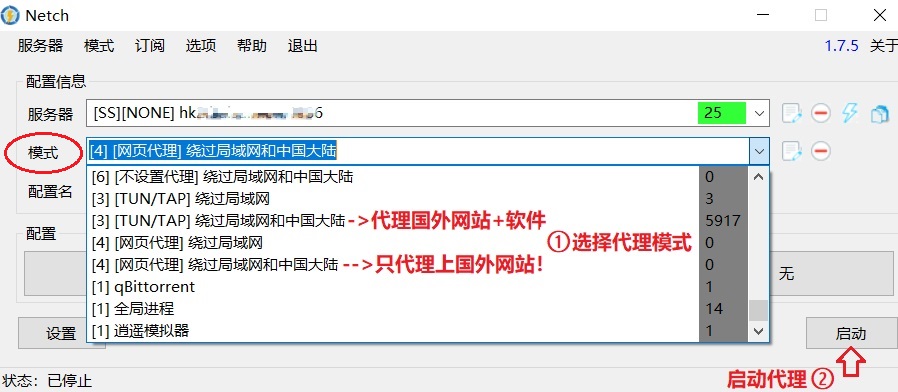 Netch
服务器 模式 订阅 选项 帮助 退出 1.7.5 关于
配置信息
服务器 [SS][NONE] hk 6 25
模式 [4] [网页代理] 绕过局域网和中国大陆
配置名
[6] [不设置代理] 绕过局域网和中国大陆 0
[3] [TUN/TAP] 绕过局域网 3
[3] [TUN/TAP] 绕过局域网和中国大陆->代理国外网站+软件 5917
①选择代理模式
[4] [网页代理] 绕过局域网 0
[4] [网页代理] 绕过局域网和中国大陆-->只代理上国外网站! 0
[1] qBittorrent 1
[1] 全局进程 14
[1] 逍遥模拟器 1
配置
无
设置 启动
启动代理②
状态：已停止